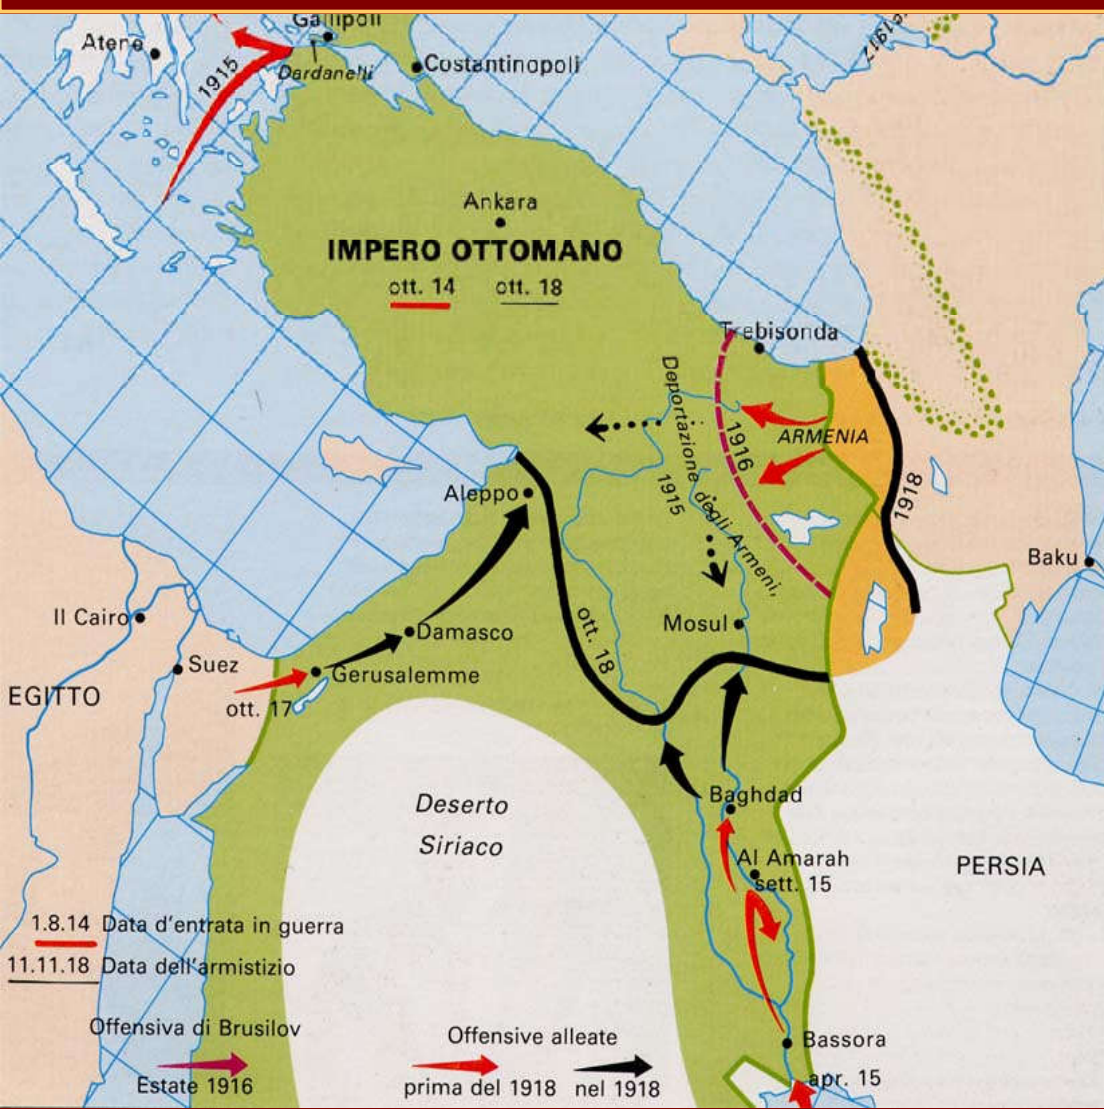 Gallipoli
Atene
Costantinopoli
Dardanelli
1915
Ankara
IMPERO OTTOMANO
ott. 14 ott. 18
Trebisonda
Deportazione degli Armeni,
1915
1916
ARMENIA
1918
Aleppo
Baku
Il Cairo
ott. 18
Mosul
Damasco
Suez
Gerusalemme
EGITTO
ott. 17
Baghdad
Deserto
Siriaco
Al Amarah
sett. 15
PERSIA
1.8.14 Data d'entrata in guerra
11.11.18 Data dell'armistizio
Offensiva di Brusilov
Estate 1916
Offensive alleate
prima del 1918 nel 1918
Bassora
apr. 15